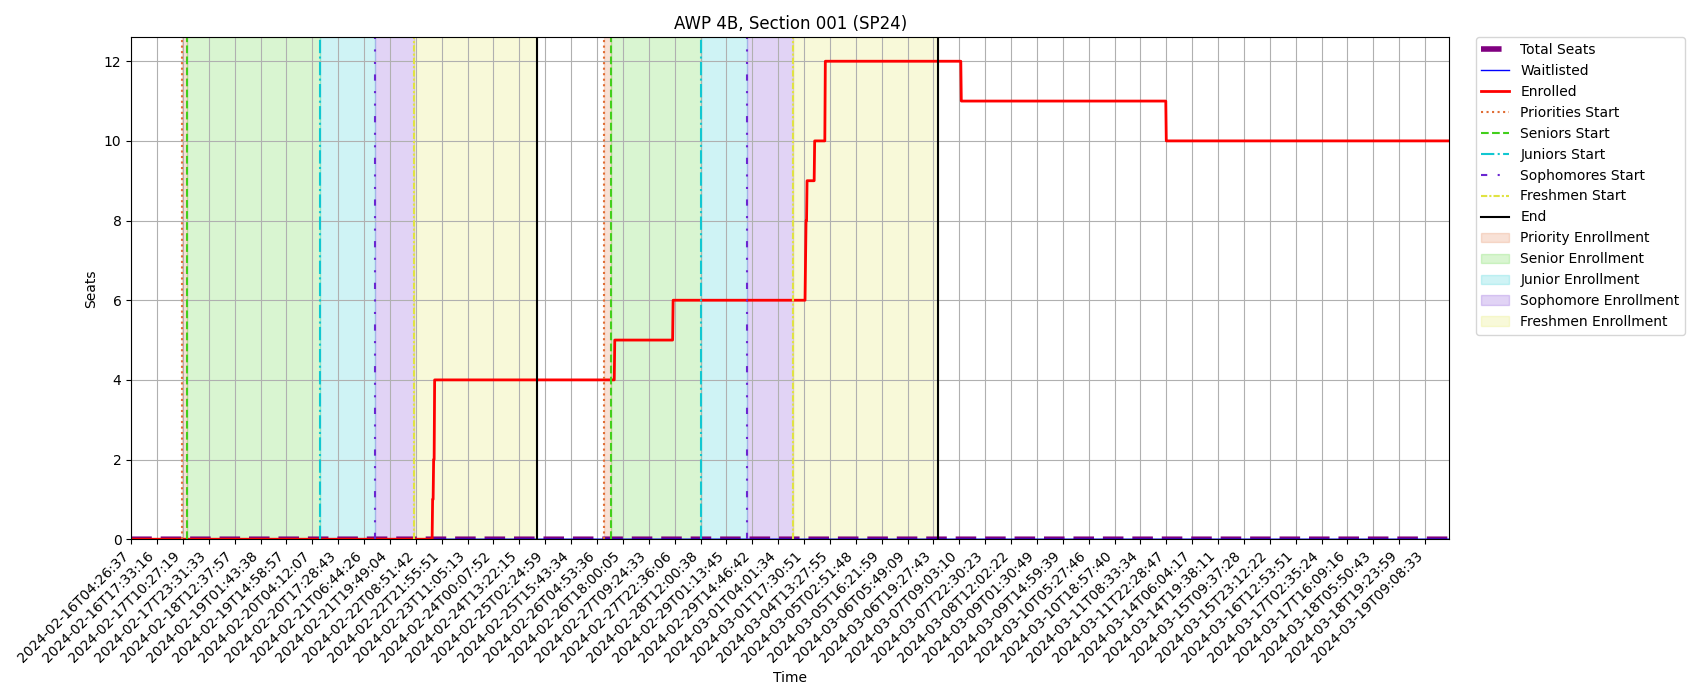 AWP 4B, Section 001 (SP24)
Seats
12
10
8
6
4
2
0
2024-02-16T04:26:37
2024-02-16T17:33:16
2024-02-17T10:27:19
2024-02-17T23:31:33
2024-02-18T12:37:57
2024-02-19T01:43:38
2024-02-19T14:58:57
2024-02-20T04:12:07
2024-02-20T17:28:43
2024-02-21T06:44:26
2024-02-21T19:49:04
2024-02-22T08:51:42
2024-02-22T21:55:51
2024-02-23T11:05:13
2024-02-24T00:07:52
2024-02-24T13:22:15
2024-02-25T02:24:59
2024-02-25T15:43:34
2024-02-26T04:53:36
2024-02-26T18:00:05
2024-02-27T09:24:33
2024-02-27T22:36:06
2024-02-28T12:00:38
2024-02-29T01:13:45
2024-02-29T14:46:42
2024-03-01T04:01:34
2024-03-01T17:30:51
2024-03-04T13:27:55
2024-03-05T02:51:48
2024-03-05T16:21:59
2024-03-06T05:49:09
2024-03-06T19:27:43
2024-03-07T09:03:10
2024-03-07T22:30:23
2024-03-08T12:02:22
2024-03-09T01:30:49
2024-03-09T14:59:39
2024-03-10T05:27:46
2024-03-10T18:57:40
2024-03-11T08:33:34
2024-03-11T22:28:47
2024-03-14T06:04:17
2024-03-14T19:38:11
2024-03-15T09:37:28
2024-03-15T23:12:22
2024-03-16T12:53:51
2024-03-17T02:35:24
2024-03-17T16:09:16
2024-03-18T05:50:43
2024-03-18T19:23:59
2024-03-19T09:08:33
Time
Total Seats
Waitlisted
Enrolled
Priorities Start
Seniors Start
Juniors Start
Sophomores Start
Freshmen Start
End
Priority Enrollment
Senior Enrollment
Junior Enrollment
Sophomore Enrollment
Freshmen Enrollment